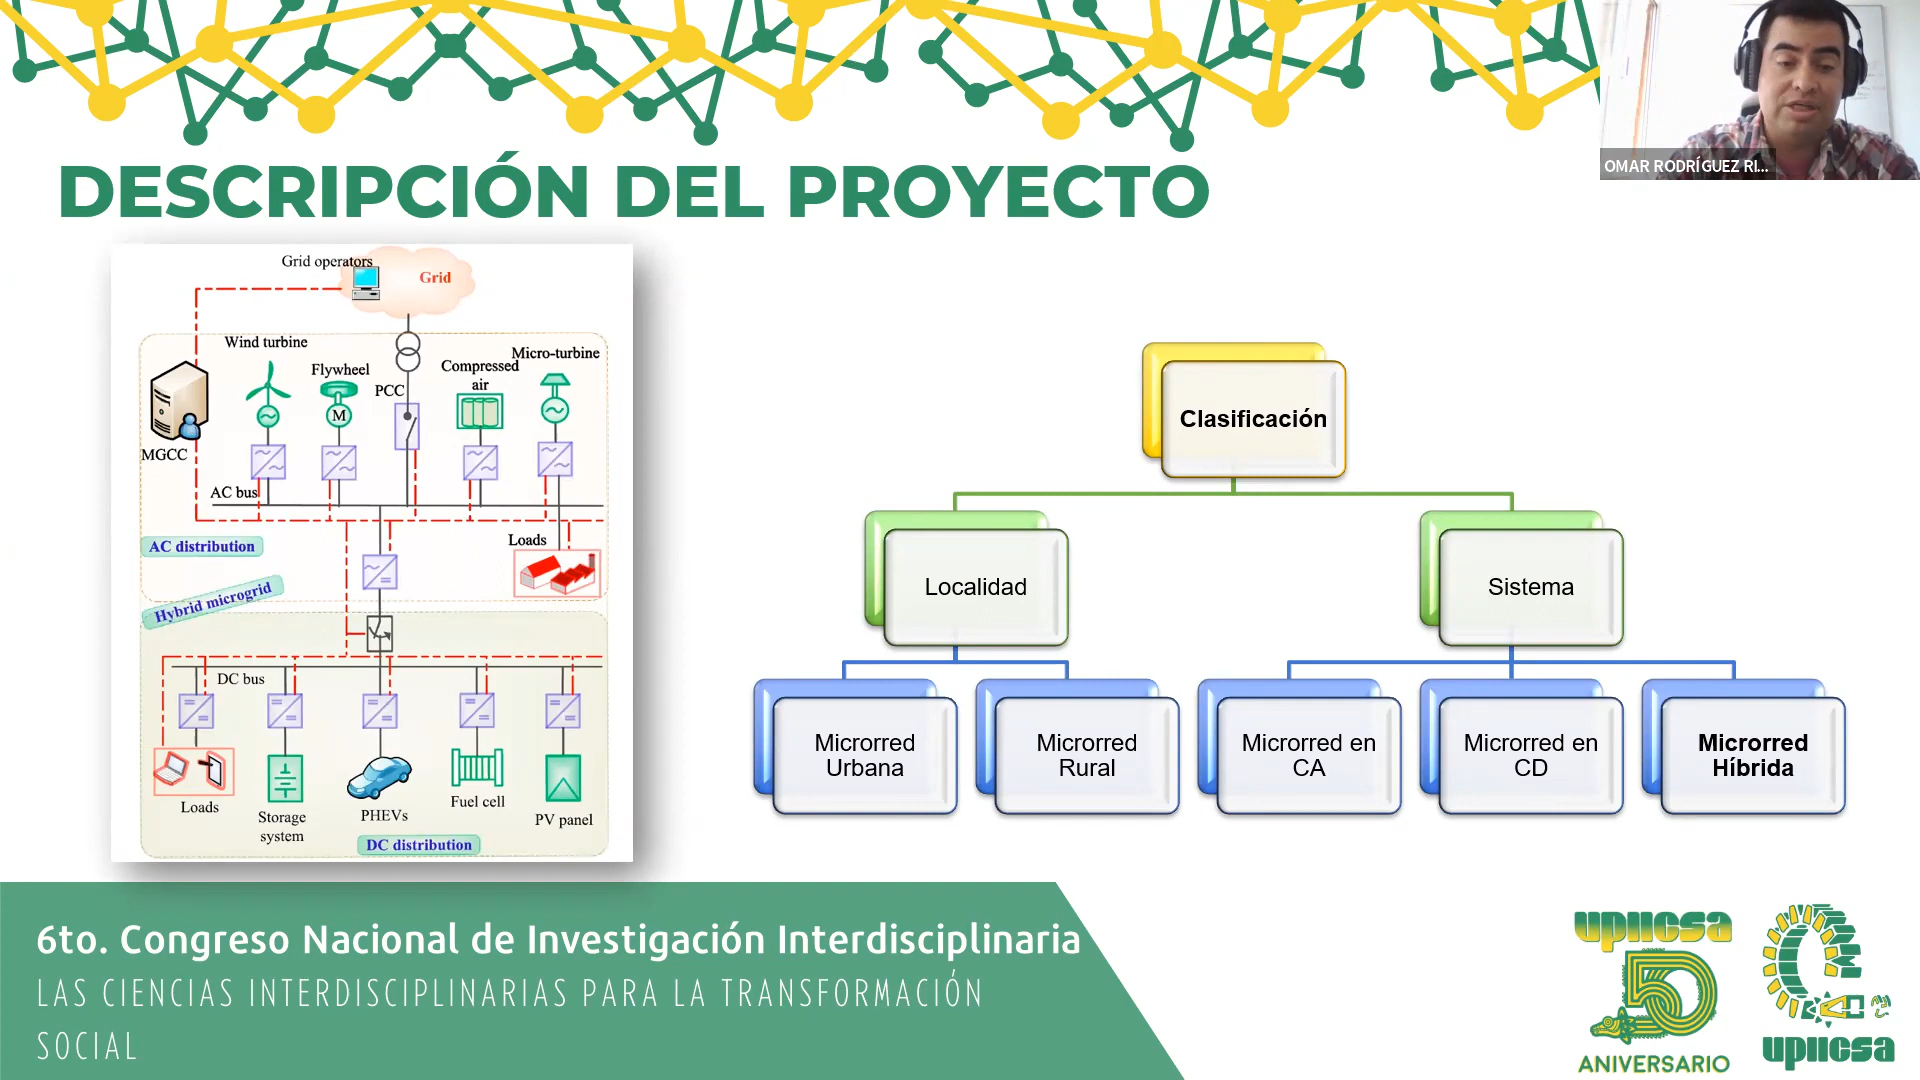 OMAR RODRÍGUEZ RI...
DESCRIPCIÓN DEL PROYECTO
Grid operators
Grid
Wind turbine
Flywheel
M
PCC
Compressed
air
Micro-turbine
MGCC
AC bus
AC distribution
Loads
Hybrid microgrid
DC bus
Loads
Storage
system
PHEVs
Fuel cell
PV panel
DC distribution
Clasificación
Localidad
Sistema
Microrred
Urbana
Microrred
Rural
Microrred en
CA
Microrred en
CD
Microrred
Híbrida
6to. Congreso Nacional de Investigación Interdisciplinaria
LAS CIENCIAS INTERDISCIPLINARIAS PARA LA TRANSFORMACIÓN
SOCIAL
upiicsa
50
ANIVERSARIO
upiicsa